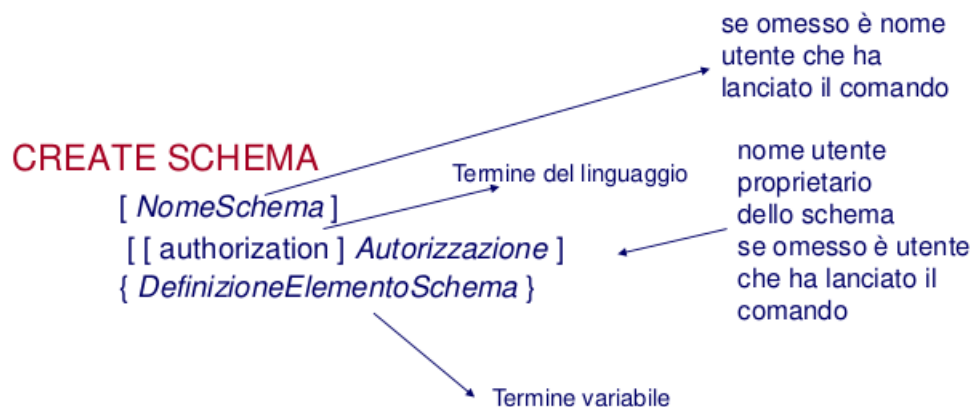 se omesso è nome
utente che ha
lanciato il comando
CREATE SCHEMA
Termine del linguaggio
[ NomeSchema ]
[ [ authorization ] Autorizzazione ]
{ DefinizioneElementoSchema }
nome utente
proprietario
dello schema
se omesso è utente
che ha lanciato il
comando
Termine variabile